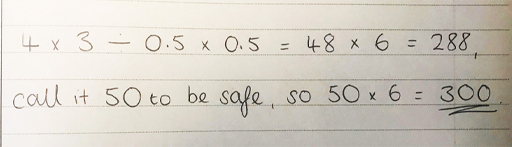 4 x 3 ÷ 0.5 x 0.5 = 48 x 6 = 288,
call it 50 to be safe, so 50 x 6 = 300